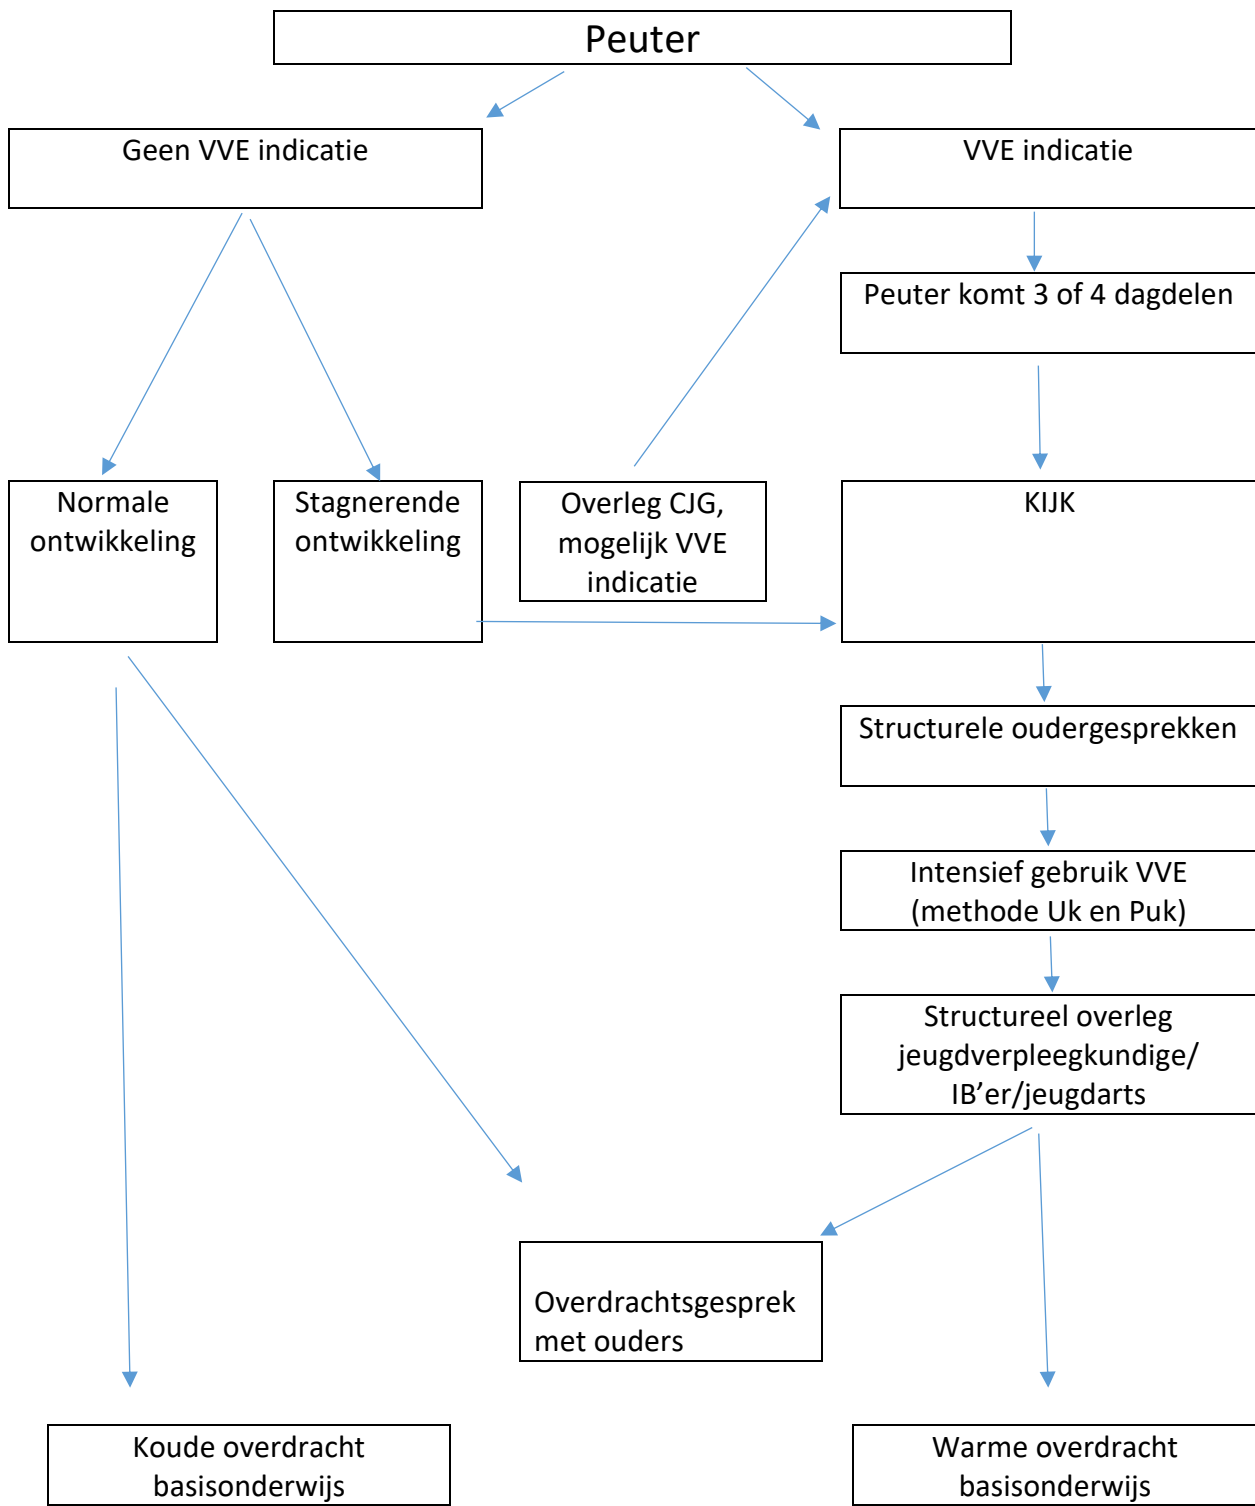 Peuter
Geen VVE indicatie
VVE indicatie
Peuter komt 3 of 4 dagdelen
Normale
ontwikkeling
Stagnerende
ontwikkeling
Overleg CJG,
mogelijk VVE
indicatie
KIJK
Structurele oudergesprekken
Intensief gebruik VVE
(methode Uk en Puk)
Structureel overleg
jeugdverpleegkundige/
IB’er/jeugdarts
Overdrachtsgesprek
met ouders
Koude overdracht
basisonderwijs
Warme overdracht
basisonderwijs